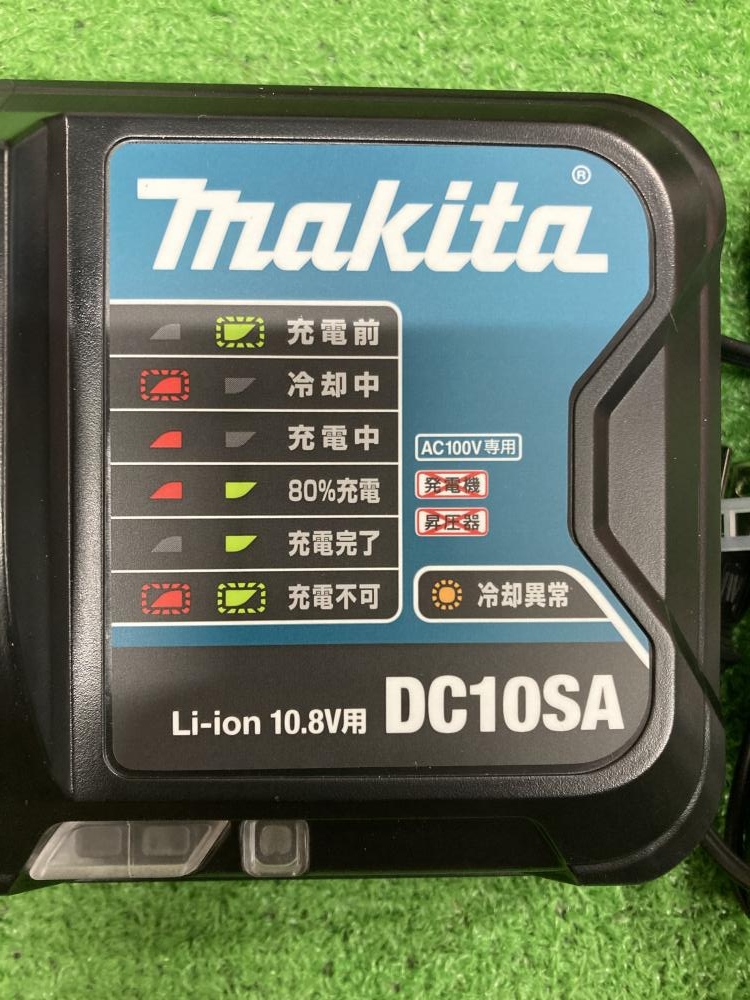 makita®
充電前
冷却中
充電中
80%充電
充電完了
充電不可
AC100V専用
発電機
昇圧器
冷却異常
Li-ion 10.8V用 DC10SA